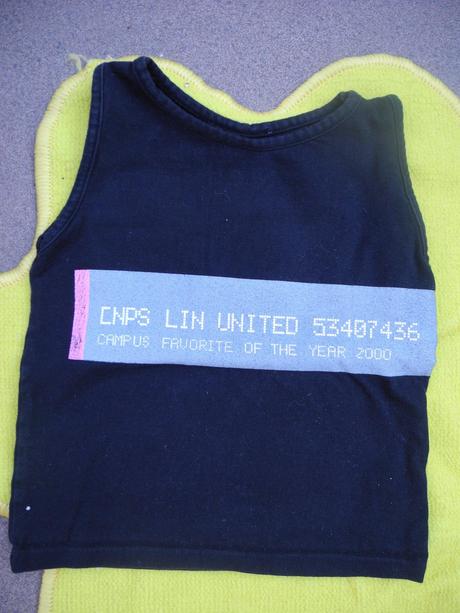 CNPS LIN UNITED 53407436
CAMPUS FAVORITE OF THE YEAR 2000